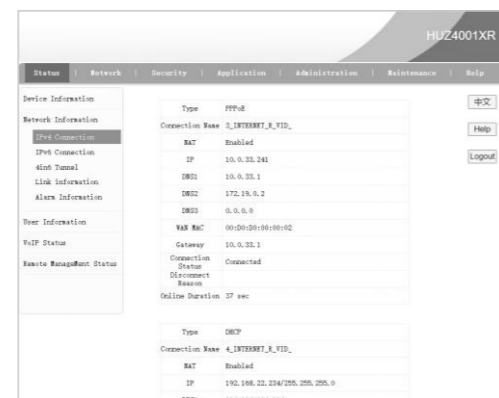 HUZ4001XR
Status | Network | Security | Application | Administration | Maintenance | Help
Device Information
Network Information
IPv4 Connection
IPv6 Connection
4in6 Tunnel
Link information
Alarm Information
User Information
VoIP Status
Remote Management Status
中文
Help
Logout
Type PPPoE
Connection Name 3_INTERNET_R_VID_
NAT Enabled
IP 10.0.33.241
DNS1 10.0.33.1
DNS2 172.19.0.2
DNS3 0.0.0.0
WAN MAC 00:D0:D0:00:00:02
Gateway 10.0.33.1
Connection
Status Connected
Disconnect
Reason
Online Duration 37 sec
Type DHCP
Connection Name 4_INTERNET_R_VID_
NAT Enabled
IP 192.168.22.234/255.255.255.0